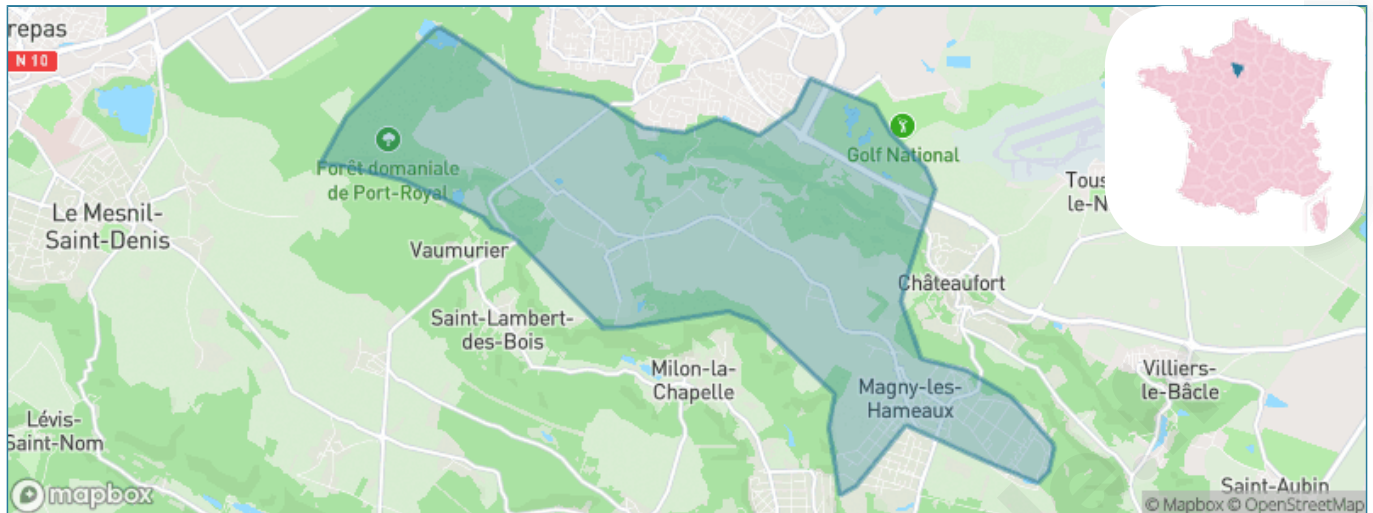 repas
N 10
Forêt domaniale
de Port-Royal
Golf National
Tous
le-N
Le Mesnil-
Saint-Denis
Vaumurier
Châteaufort
Saint-Lambert-
des-Bois
Milon-la-
Chapelle
Magny-les-
Hameaux
Villiers-
le-Bâcle
Lévis-
Saint-Nom
Saint-Aubin
mapbox
© Mapbox © OpenStreetMap